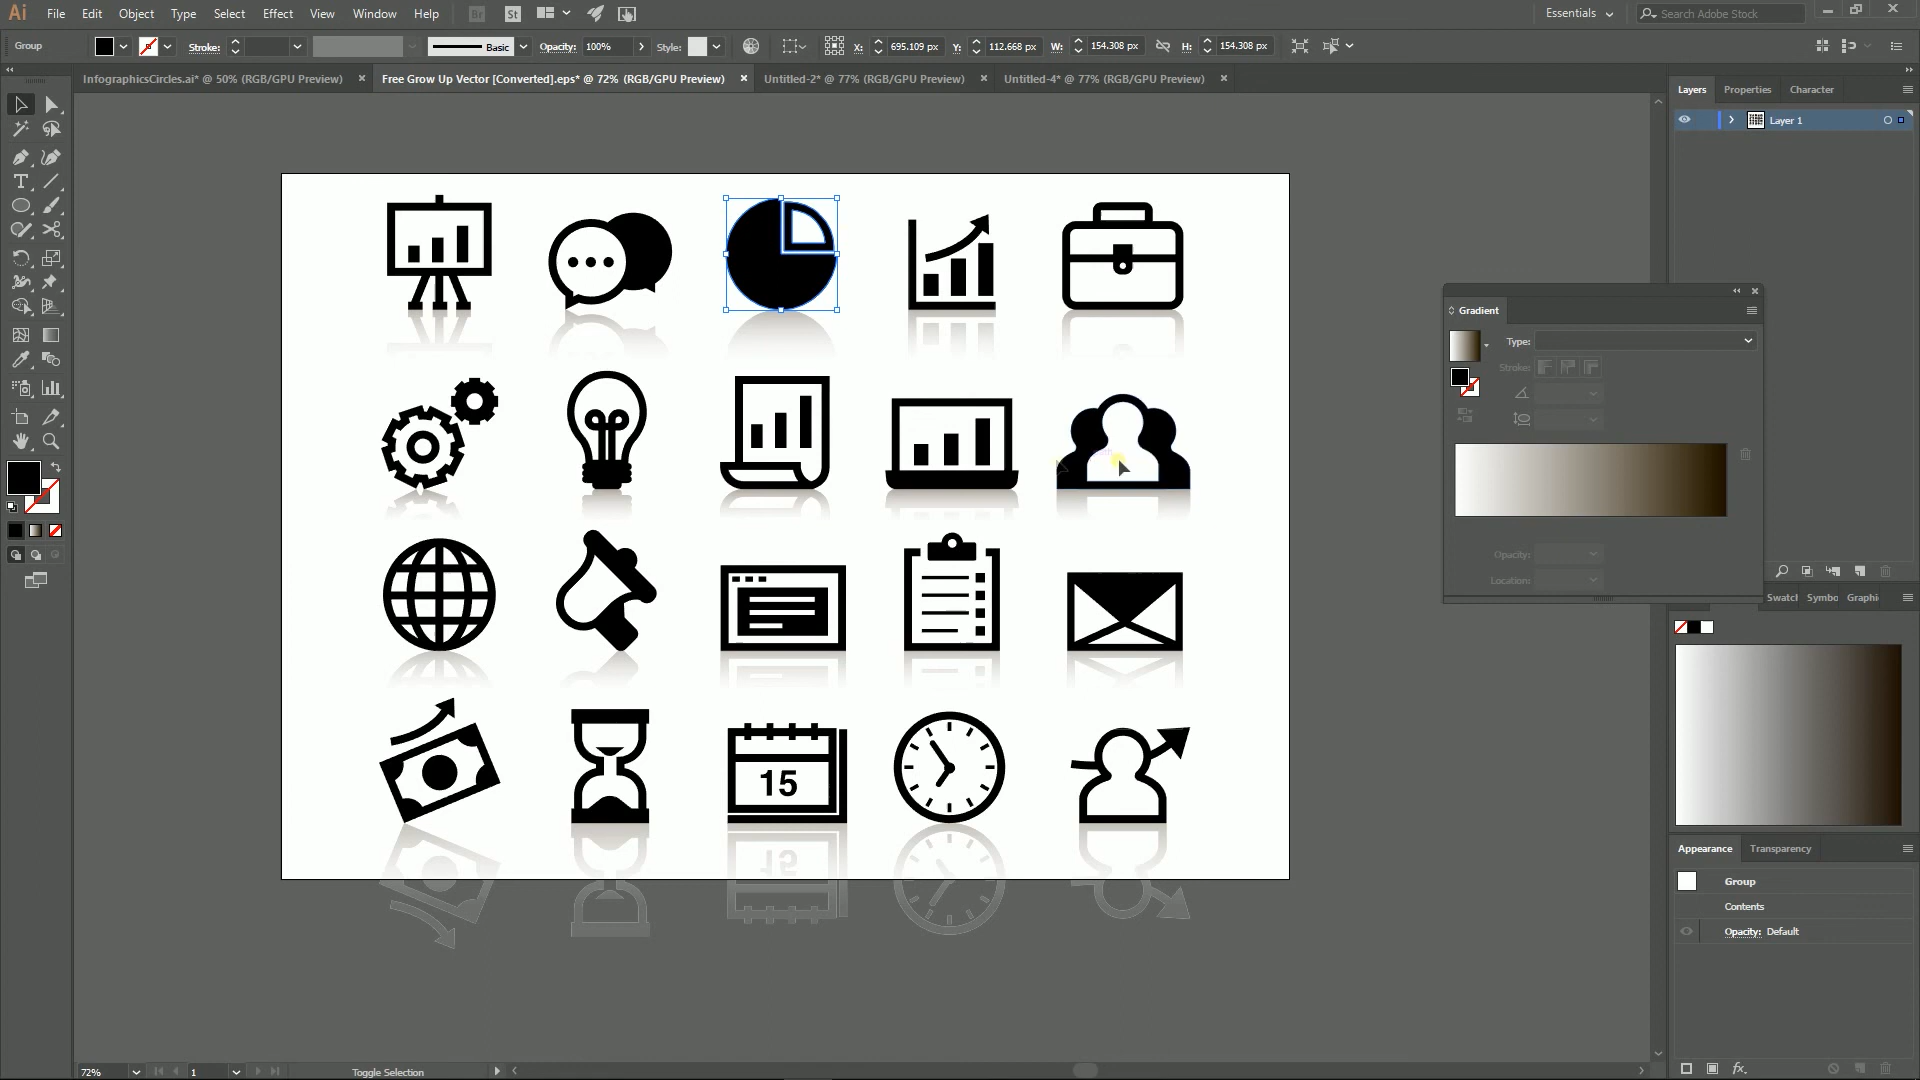 Ai File Edit Object Type Select Effect View Window Help Br St Essentials Search Adobe Stock
Group Stroke: Basic Opacity: 100% Style: X: 695.109 px Y: 112.668 px W: 154.308 px H: 154.308 px
InfographicsCircles.ai* @ 50% (RGB/GPU Preview) Free Grow Up Vector [Converted].eps* @ 72% (RGB/GPU Preview) Untitled-2* @ 77% (RGB/GPU Preview) Untitled-4* @ 77% (RGB/GPU Preview)
Layers Properties Character
Layer 1
Gradient
Type:
Stroke:
Opacity:
Location:
Swatch Symbo Graphi
15
Appearance Transparency
Group
Contents
Opacity: Default
72% 1 Toggle Selection
fx